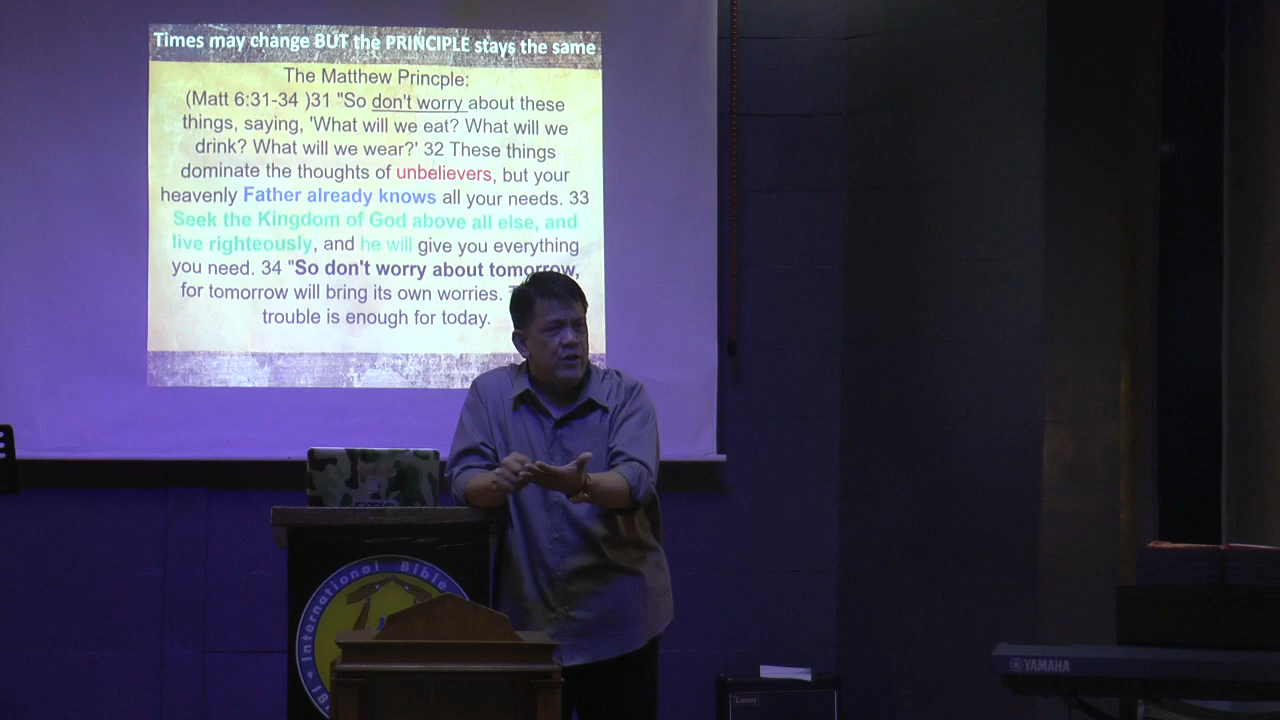 Times may change BUT the PRINCIPLE stays the same
The Matthew Princple:
(Matt 6:31-34 )31 "So don't worry about these
things, saying, 'What will we eat? What will we
drink? What will we wear?' 32 These things
dominate the thoughts of unbelievers, but your
heavenly Father already knows all your needs. 33
Seek the Kingdom of God above all else, and
live righteously, and he will give you everything
you need. 34 "So don't worry about tomorrow,
for tomorrow will bring its own worries.
trouble is enough for today.
International Bible
YAMAHA
Laney